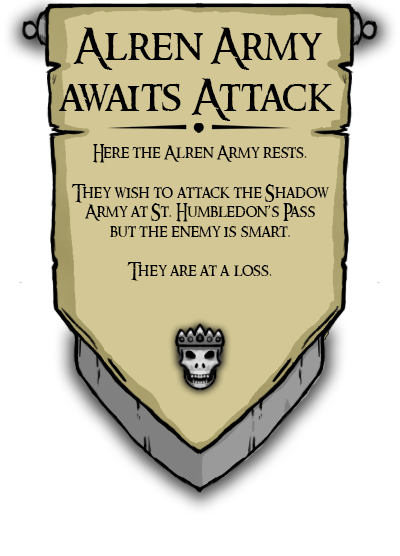 Alren Army
awaits Attack
Here the Alren Army rests.
They wish to attack the Shadow
Army at St. Humbledon's Pass
but the enemy is smart.
They are at a loss.